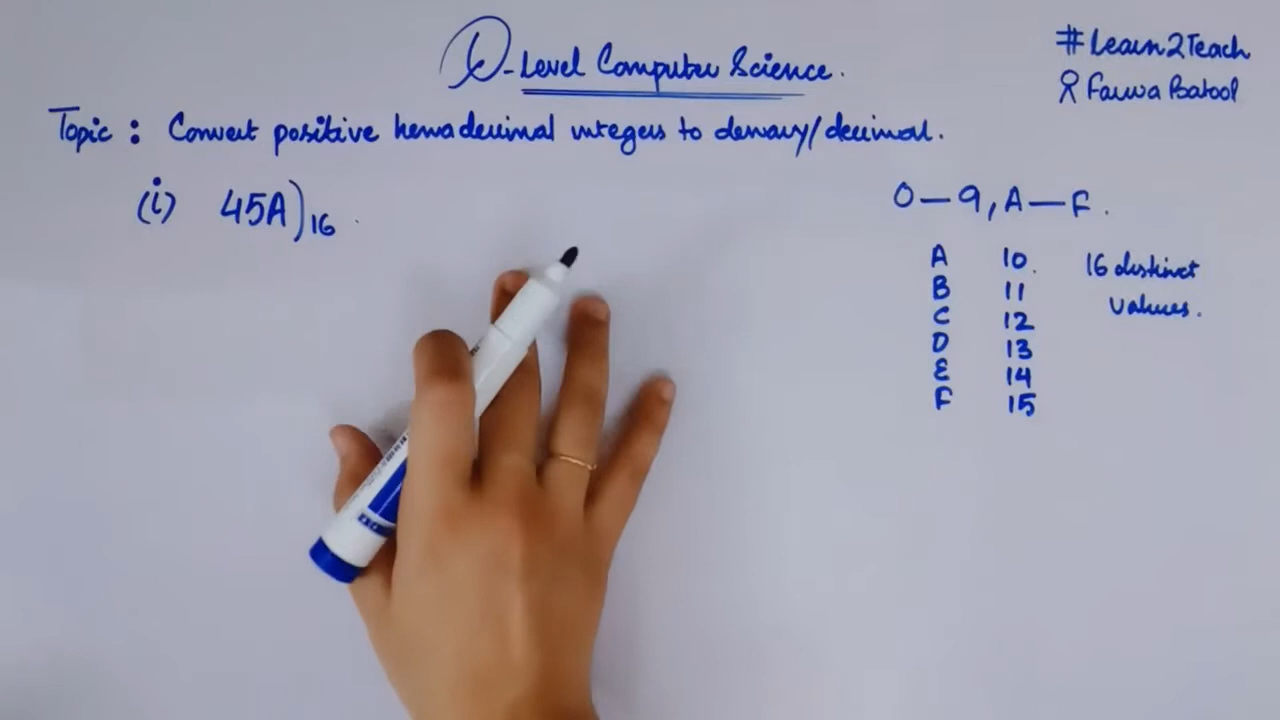 O-Level Computer Science.
#Learn2Teach
Farwa Batool
Topic: Convert positive hexadecimal integers to denary/decimal.
(i) 45A)16
0-9, A-F.
A 10
B 11
C 12
D 13
E 14
F 15
16 distinct
values.